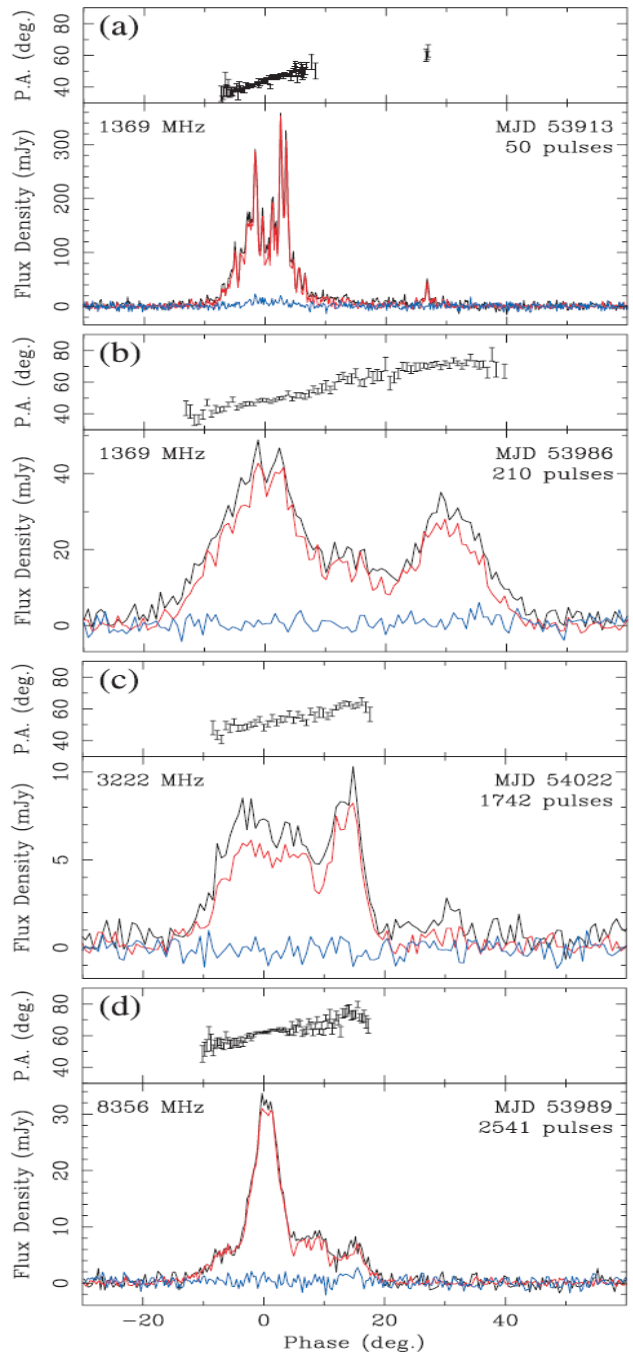 (a)
P.A. (deg.)
80
60
40
1369 MHz
MJD 53913
50 pulses
Flux Density (mJy)
300
200
100
0
(b)
P.A. (deg.)
80
60
40
1369 MHz
MJD 53986
210 pulses
Flux Density (mJy)
40
20
0
(c)
P.A. (deg.)
80
60
40
3222 MHz
MJD 54022
1742 pulses
Flux Density (mJy)
10
5
0
(d)
P.A. (deg.)
80
60
40
8356 MHz
MJD 53989
2541 pulses
Flux Density (mJy)
30
20
10
0
−20 0 20 40
Phase (deg.)